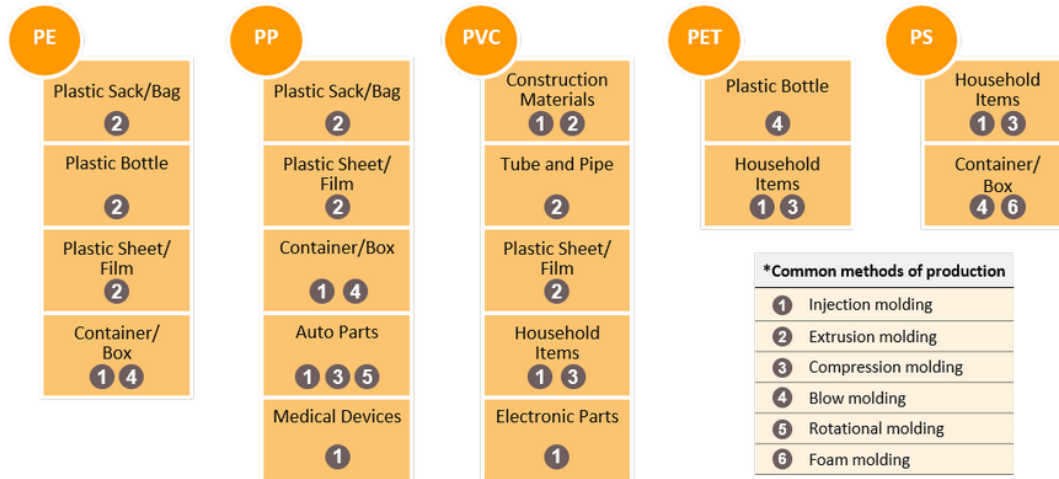 PE
Plastic Sack/Bag
2
Plastic Bottle
2
Plastic Sheet/
Film
2
Container/
Box
1 4
PP
Plastic Sack/Bag
2
Plastic Sheet/
Film
2
Container/Box
1 4
Auto Parts
1 3 5
Medical Devices
1
PVC
Construction
Materials
1 2
Tube and Pipe
2
Plastic Sheet/
Film
2
Household
Items
1 3
Electronic Parts
1
PET
Plastic Bottle
4
Household
Items
1 3
PS
Household
Items
1 3
Container/
Box
4 6
*Common methods of production
1 Injection molding
2 Extrusion molding
3 Compression molding
4 Blow molding
5 Rotational molding
6 Foam molding